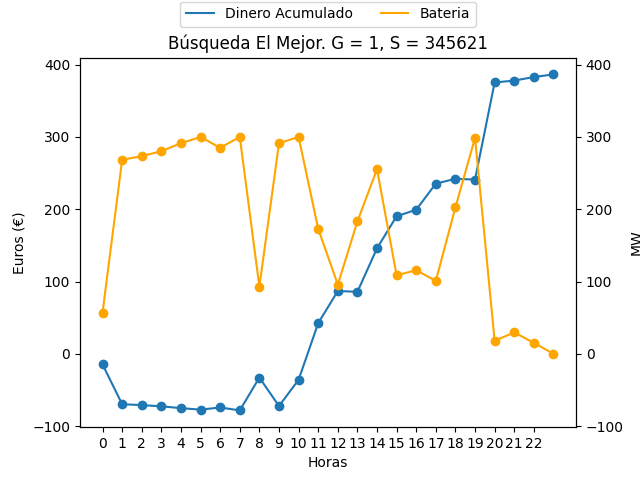 Dinero Acumulado Bateria
Búsqueda El Mejor. G = 1, S = 345621
400 400
300 300
200 200
100 100
0 0
−100 −100
Euros (€)
MW
0 1 2 3 4 5 6 7 8 9 10 11 12 13 14 15 16 17 18 19 20 21 22
Horas